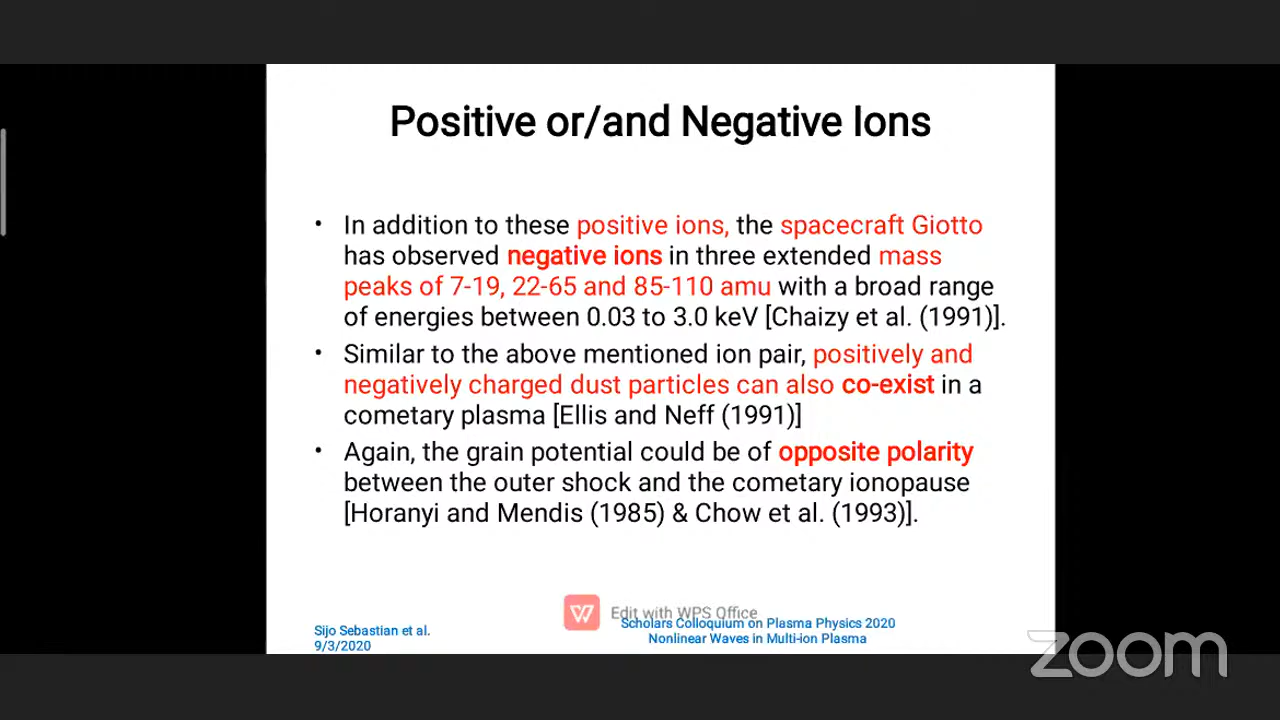 Positive or/and Negative Ions
• In addition to these positive ions, the spacecraft Giotto
has observed negative ions in three extended mass
peaks of 7-19, 22-65 and 85-110 amu with a broad range
of energies between 0.03 to 3.0 keV [Chaizy et al. (1991)].
• Similar to the above mentioned ion pair, positively and
negatively charged dust particles can also co-exist in a
cometary plasma [Ellis and Neff (1991)]
• Again, the grain potential could be of opposite polarity
between the outer shock and the cometary ionopause
[Horanyi and Mendis (1985) & Chow et al. (1993)].
Edit with WPS Office
Sijo Sebastian et al.
9/3/2020
Scholars Colloquium on Plasma Physics 2020
Nonlinear Waves in Multi-ion Plasma
zoom